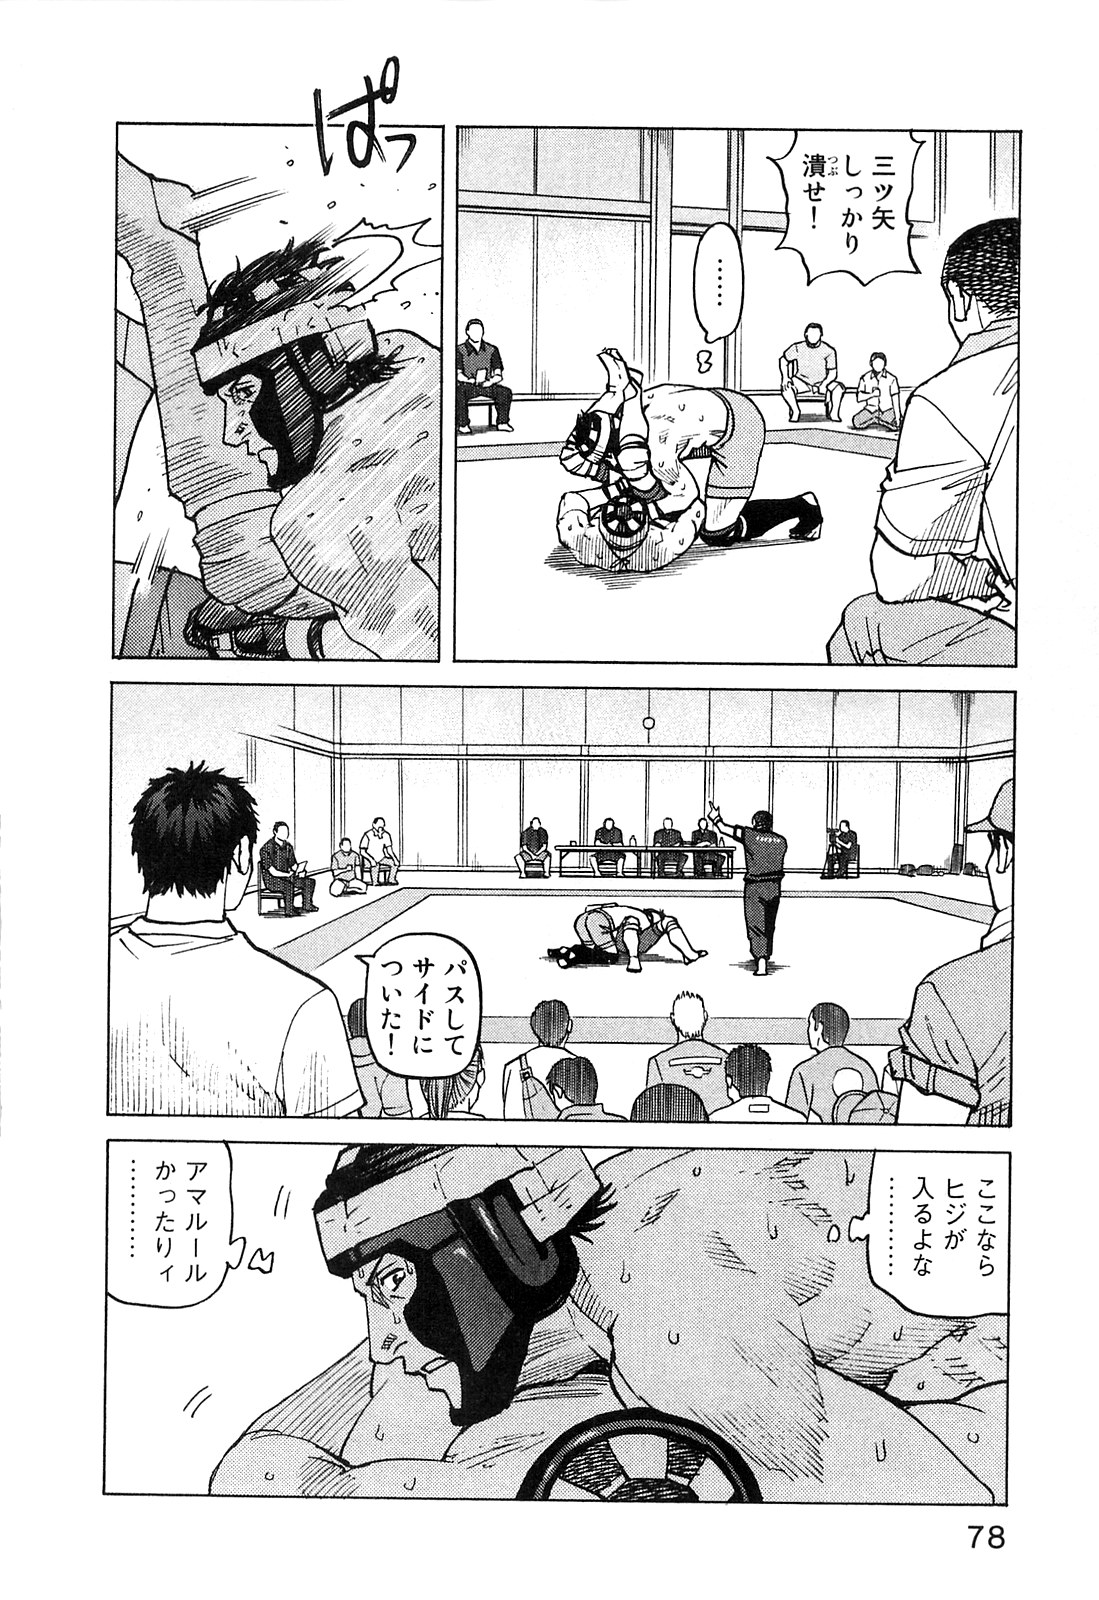 三ツ矢
しっかり
潰せ！
つぶ
………
ぱっ
パスして
サイドに
ついた！
ここなら
ヒジが
入るよな
…………
アマルール
かったりィ
…………
78